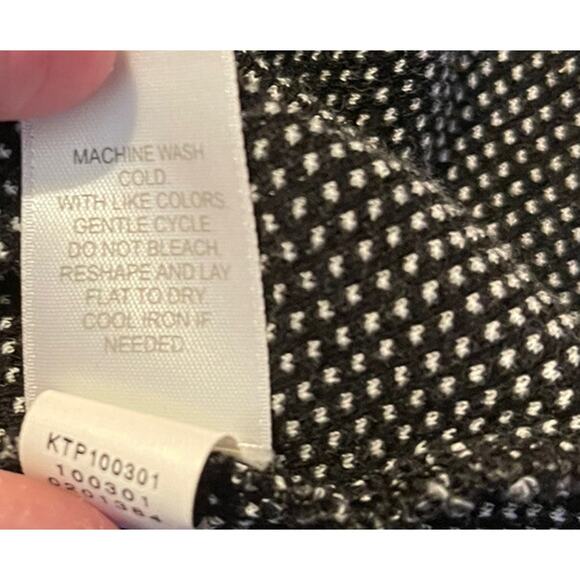 MACHINE WASH
COLD.
WITH LIKE COLORS.
GENTLE CYCLE
DO NOT BLEACH.
RESHAPE AND LAY
FLAT TO DRY
COOL IRON IF
NEEDED.
KTP100301
100301
0201384